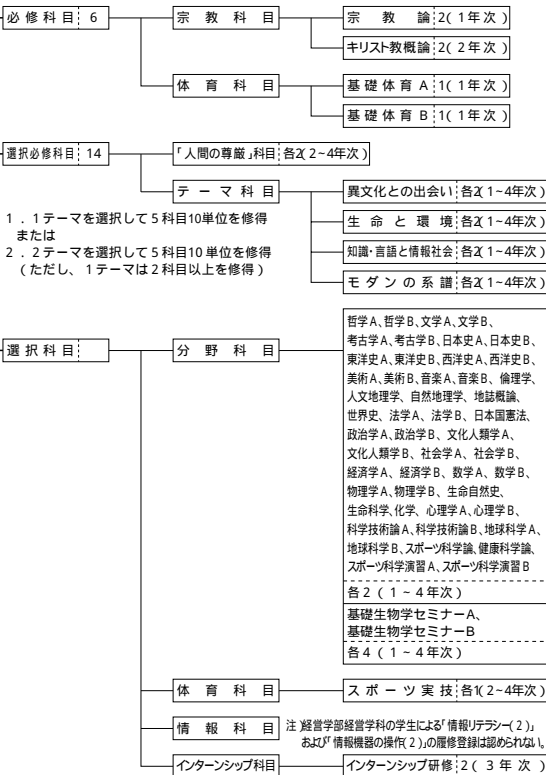 必修科目 6
宗教科目
宗教論 2(1年次)
キリスト教概論 2(2年次)
体育科目
基礎体育A 1(1年次)
基礎体育B 1(1年次)
選択必修科目 14
「人間の尊厳」科目 各2(2~4年次)
テーマ科目
異文化との出会い 各2(1~4年次)
生命と環境 各2(1~4年次)
知識・言語と情報社会 各2(1~4年次)
モダンの系譜 各2(1~4年次)
1.1テーマを選択して5科目10単位を修得
または
2.2テーマを選択して5科目10単位を修得
(ただし、1テーマは2科目以上を修得)
選択科目
分野科目
哲学A、哲学B、文学A、文学B、
考古学A、考古学B、日本史A、日本史B、
東洋史A、東洋史B、西洋史A、西洋史B、
美術A、美術B、音楽A、音楽B、倫理学、
人文地理学、自然地理学、地誌概論、
世界史、法学A、法学B、日本国憲法、
政治学A、政治学B、文化人類学A、
文化人類学B、社会学A、社会学B、
経済学A、経済学B、数学A、数学B、
物理学A、物理学B、生命自然史、
生命科学、化学、心理学A、心理学B、
科学技術論A、科学技術論B、地球科学A、
地球科学B、スポーツ科学論、健康科学論、
スポーツ科学演習A、スポーツ科学演習B
各2(1~4年次)
基礎生物学セミナーA、
基礎生物学セミナーB
各4(1~4年次)
体育科目
スポーツ実技 各1(2~4年次)
情報科目
注)経営学部経営学科の学生による「情報リテラシー(2)」
および「情報機器の操作(2)」の履修登録は認められない。
インターンシップ科目
インターンシップ研修 2(3年次)